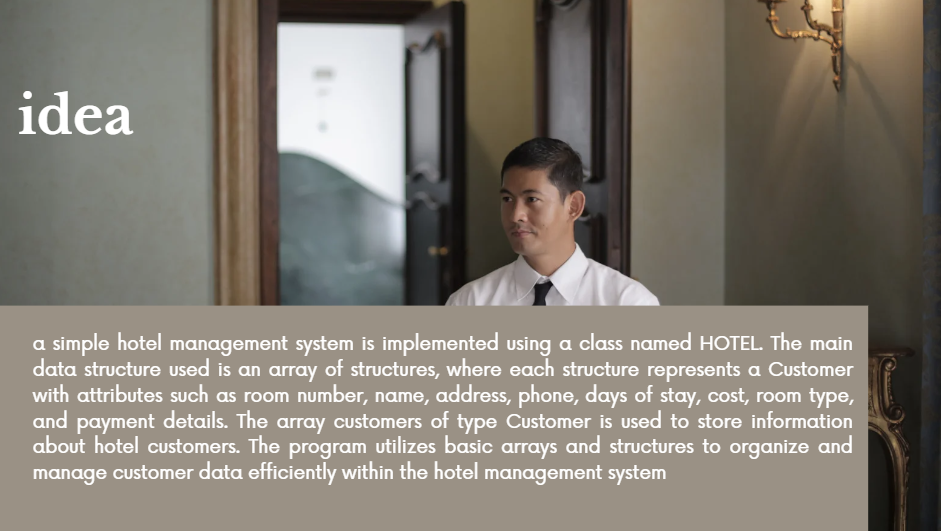 idea
a simple hotel management system is implemented using a class named HOTEL. The main
data structure used is an array of structures, where each structure represents a Customer
with attributes such as room number, name, address, phone, days of stay, cost, room type,
and payment details. The array customers of type Customer is used to store information
about hotel customers. The program utilizes basic arrays and structures to organize and
manage customer data efficiently within the hotel management system